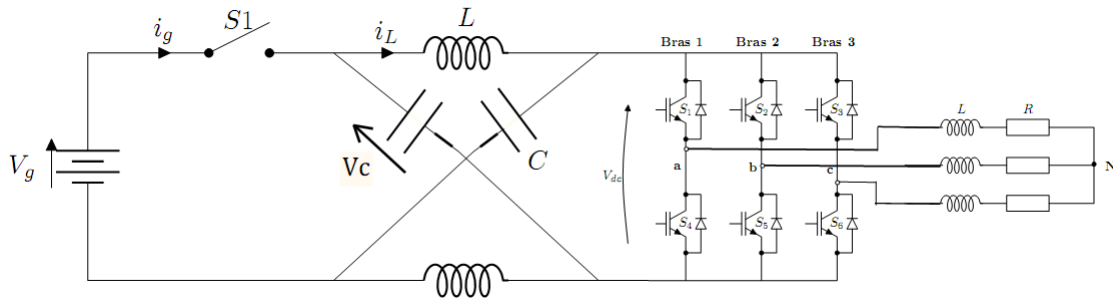 i_g
S1
i_L
L
Bras 1
Bras 2
Bras 3
S_1
S_2
S_3
L
R
V_g
Vc
C
V_dc
a
b
c
N
S_4
S_5
S_6